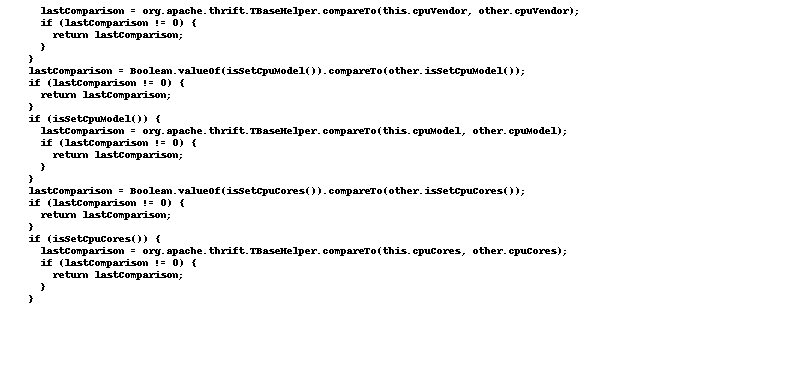 lastComparison = org.apache.thrift.TBaseHelper.compareTo(this.cpuVendor, other.cpuVendor);
      if (lastComparison != 0) {
        return lastComparison;
      }
    }
    lastComparison = Boolean.valueOf(isSetCpuModel()).compareTo(other.isSetCpuModel());
    if (lastComparison != 0) {
      return lastComparison;
    }
    if (isSetCpuModel()) {
      lastComparison = org.apache.thrift.TBaseHelper.compareTo(this.cpuModel, other.cpuModel);
      if (lastComparison != 0) {
        return lastComparison;
      }
    }
    lastComparison = Boolean.valueOf(isSetCpuCores()).compareTo(other.isSetCpuCores());
    if (lastComparison != 0) {
      return lastComparison;
    }
    if (isSetCpuCores()) {
      lastComparison = org.apache.thrift.TBaseHelper.compareTo(this.cpuCores, other.cpuCores);
      if (lastComparison != 0) {
        return lastComparison;
      }
    }